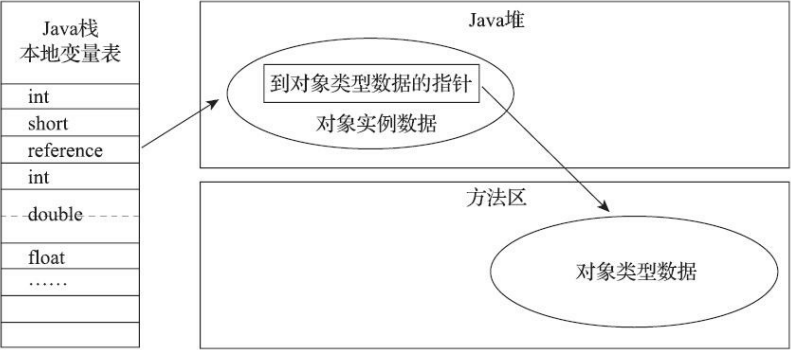 Java栈
本地变量表
int
short
reference
int
double
float
……
Java堆
到对象类型数据的指针
对象实例数据
方法区
对象类型数据